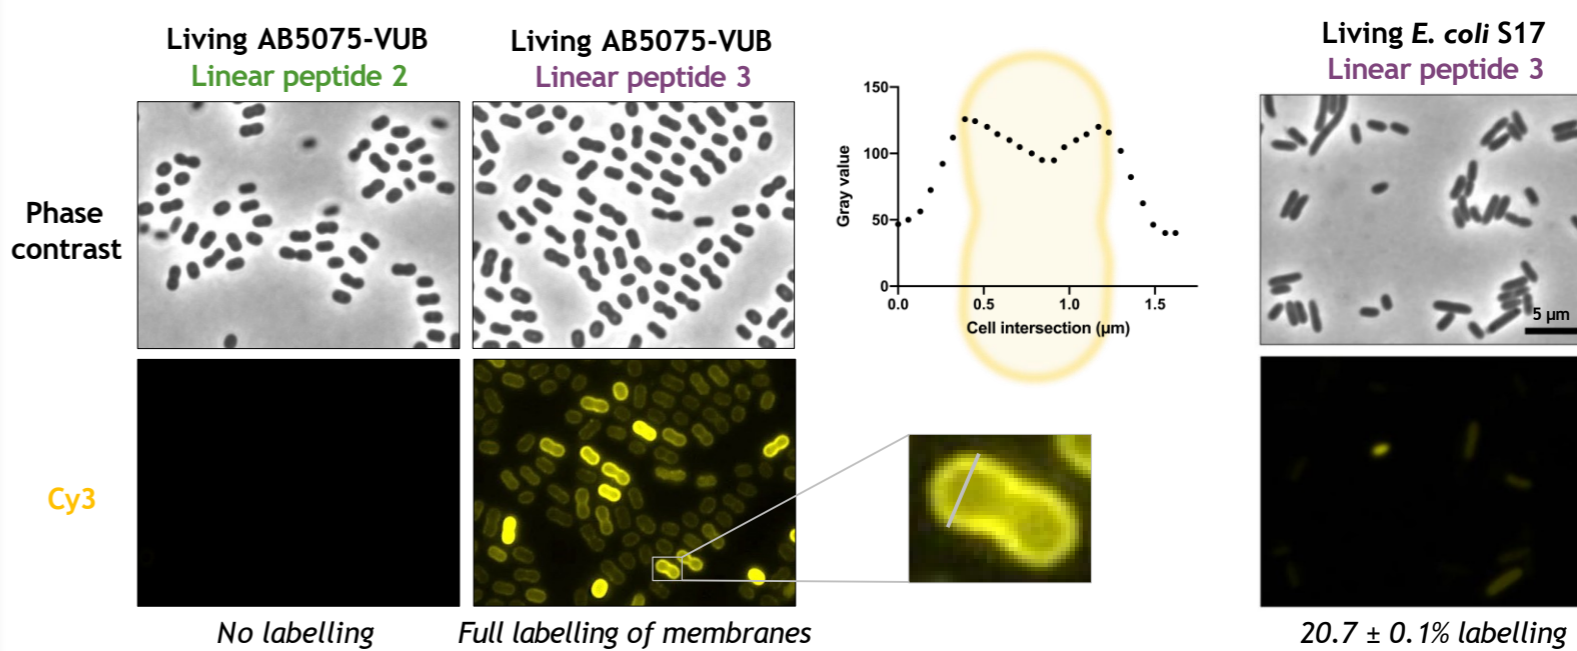 Living AB5075-VUB
Linear peptide 2
Living AB5075-VUB
Linear peptide 3
Living E. coli S17
Linear peptide 3
Phase
contrast
150
100
50
0
Gray value
0.0 0.5 1.0 1.5
Cell intersection (µm)
5 µm
Cy3
No labelling
Full labelling of membranes
20.7 ± 0.1% labelling